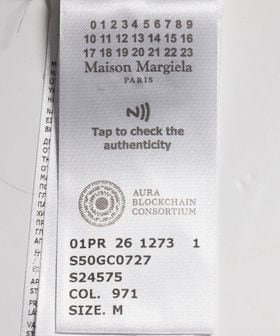 0 1 2 3 4 5 6 7 8 9
10 11 12 13 14 15 16
17 18 19 20 21 22 23
Maison Margiela
PARIS
Tap to check the
authenticity
AURA
BLOCKCHAIN
CONSORTIUM
01PR 26 1273 1
S50GC0727
S24575
COL. 971
SIZE. M